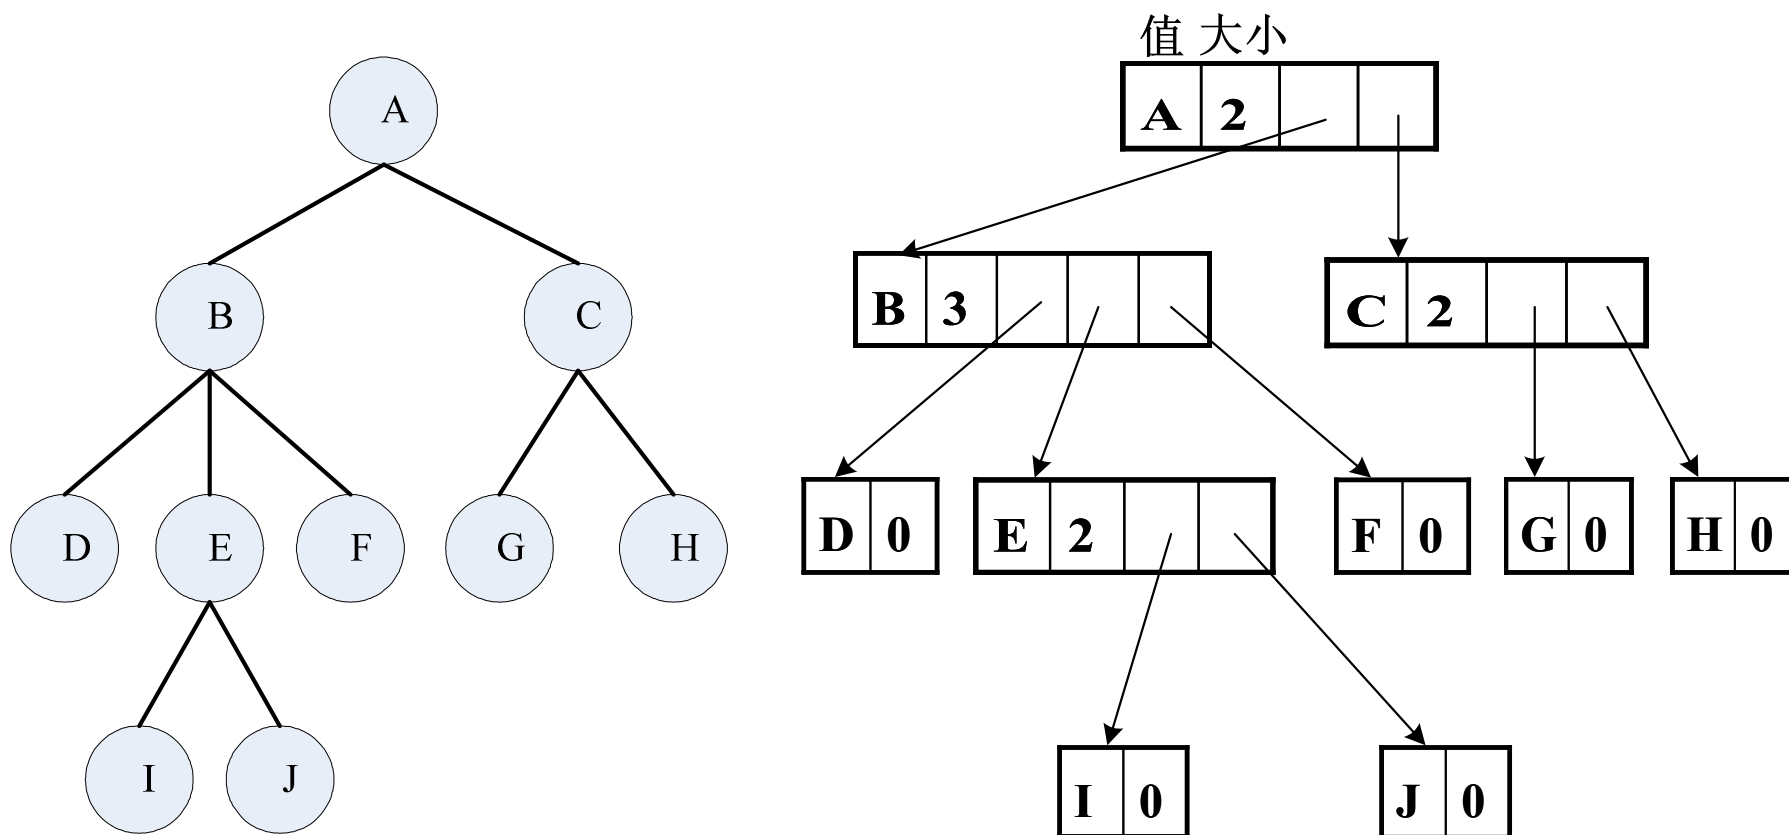 值 大小
A
A 2
B C
B 3
C 2
D E F G H
D 0
E 2
F 0
G 0
H 0
I J
I 0
J 0